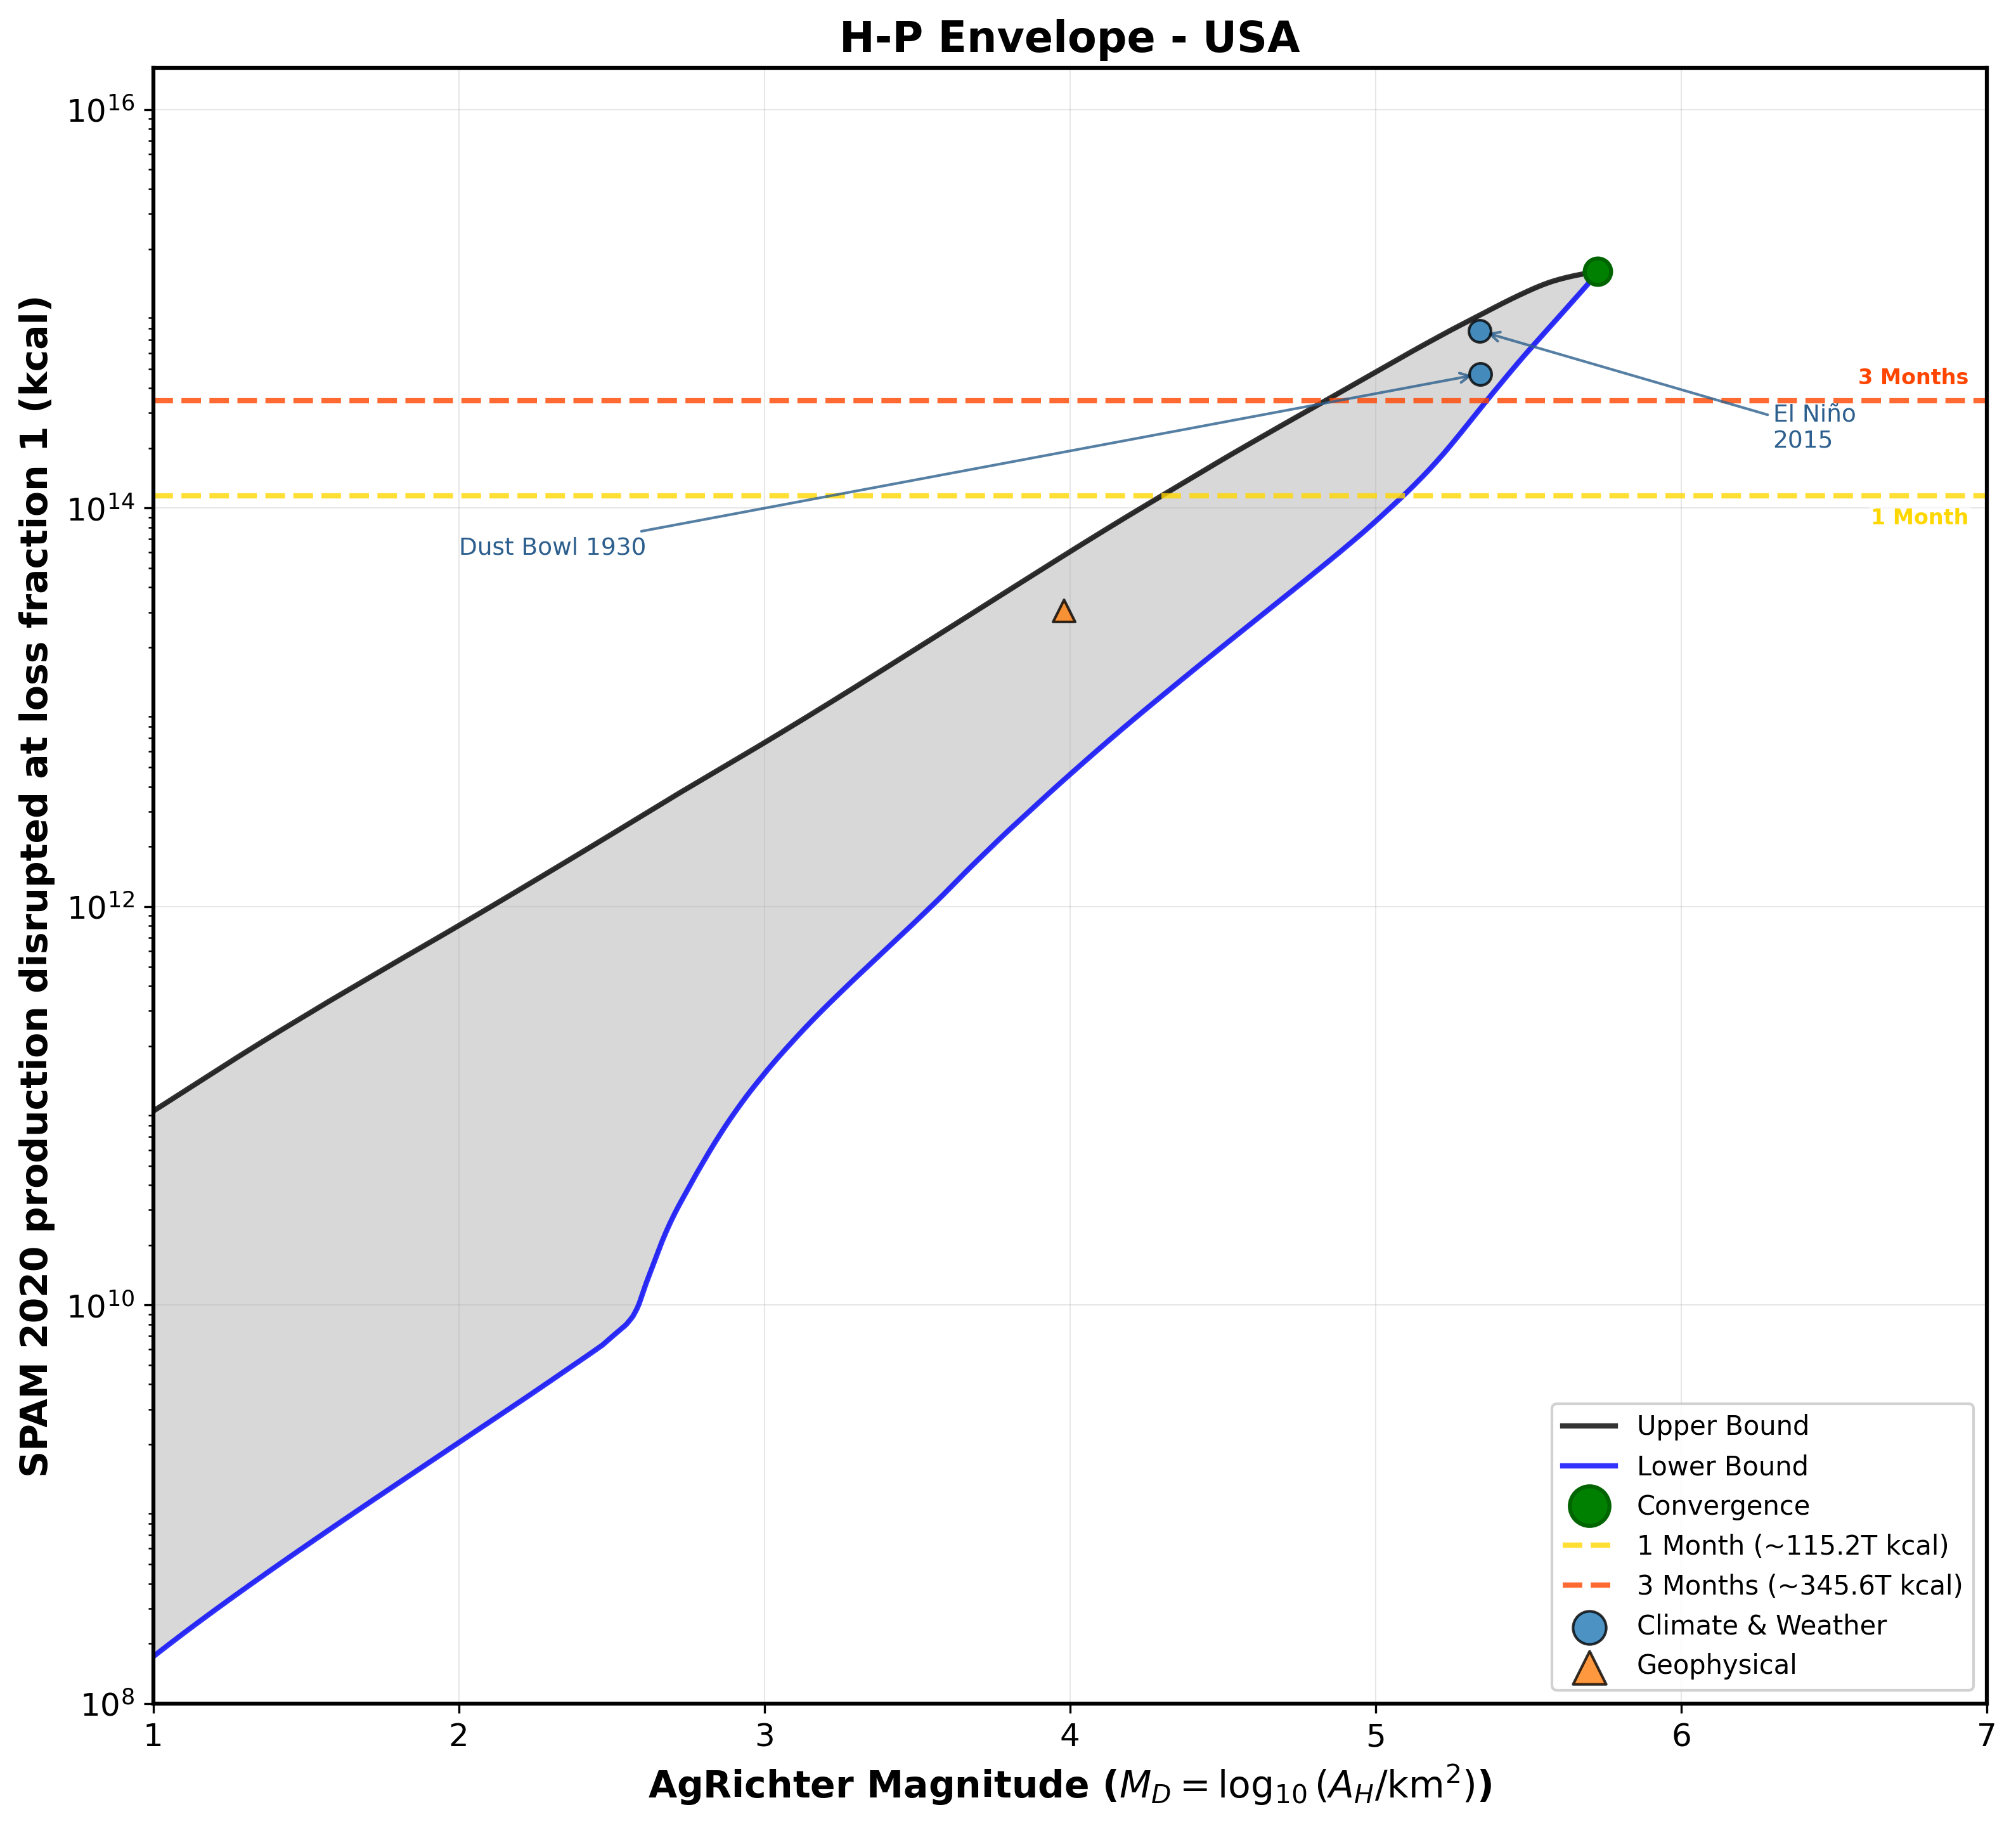 H-P Envelope - USA
SPAM 2020 production disrupted at loss fraction 1 (kcal)
10^16
10^14
10^12
10^10
10^8
3 Months
El Niño
2015
1 Month
Dust Bowl 1930
Upper Bound
Lower Bound
Convergence
1 Month (~115.2T kcal)
3 Months (~345.6T kcal)
Climate & Weather
Geophysical
1 2 3 4 5 6 7
AgRichter Magnitude (M_D = log_10 (A_H/km^2))